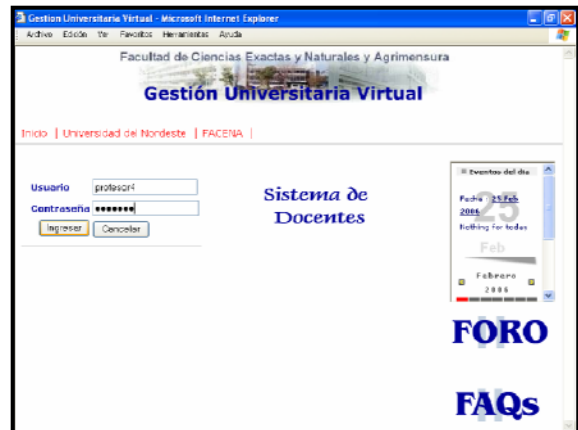 Gestion Universitaria Virtual - Microsoft Internet Explorer
Archivo Edición Ver Favoritos Herramientas Ayuda
Facultad de Ciencias Exactas y Naturales y Agrimensura
Gestión Universitaria Virtual
Inicio | Universidad del Nordeste | FACENA |
Usuario profesor4
Contraseña •••••••
Ingresar Cancelar
Sistema de
Docentes
Eventos del dia
25
Fecha : 25 Feb
2006
Nothing for today
Feb
Febrero
2006
FORO
FAQs